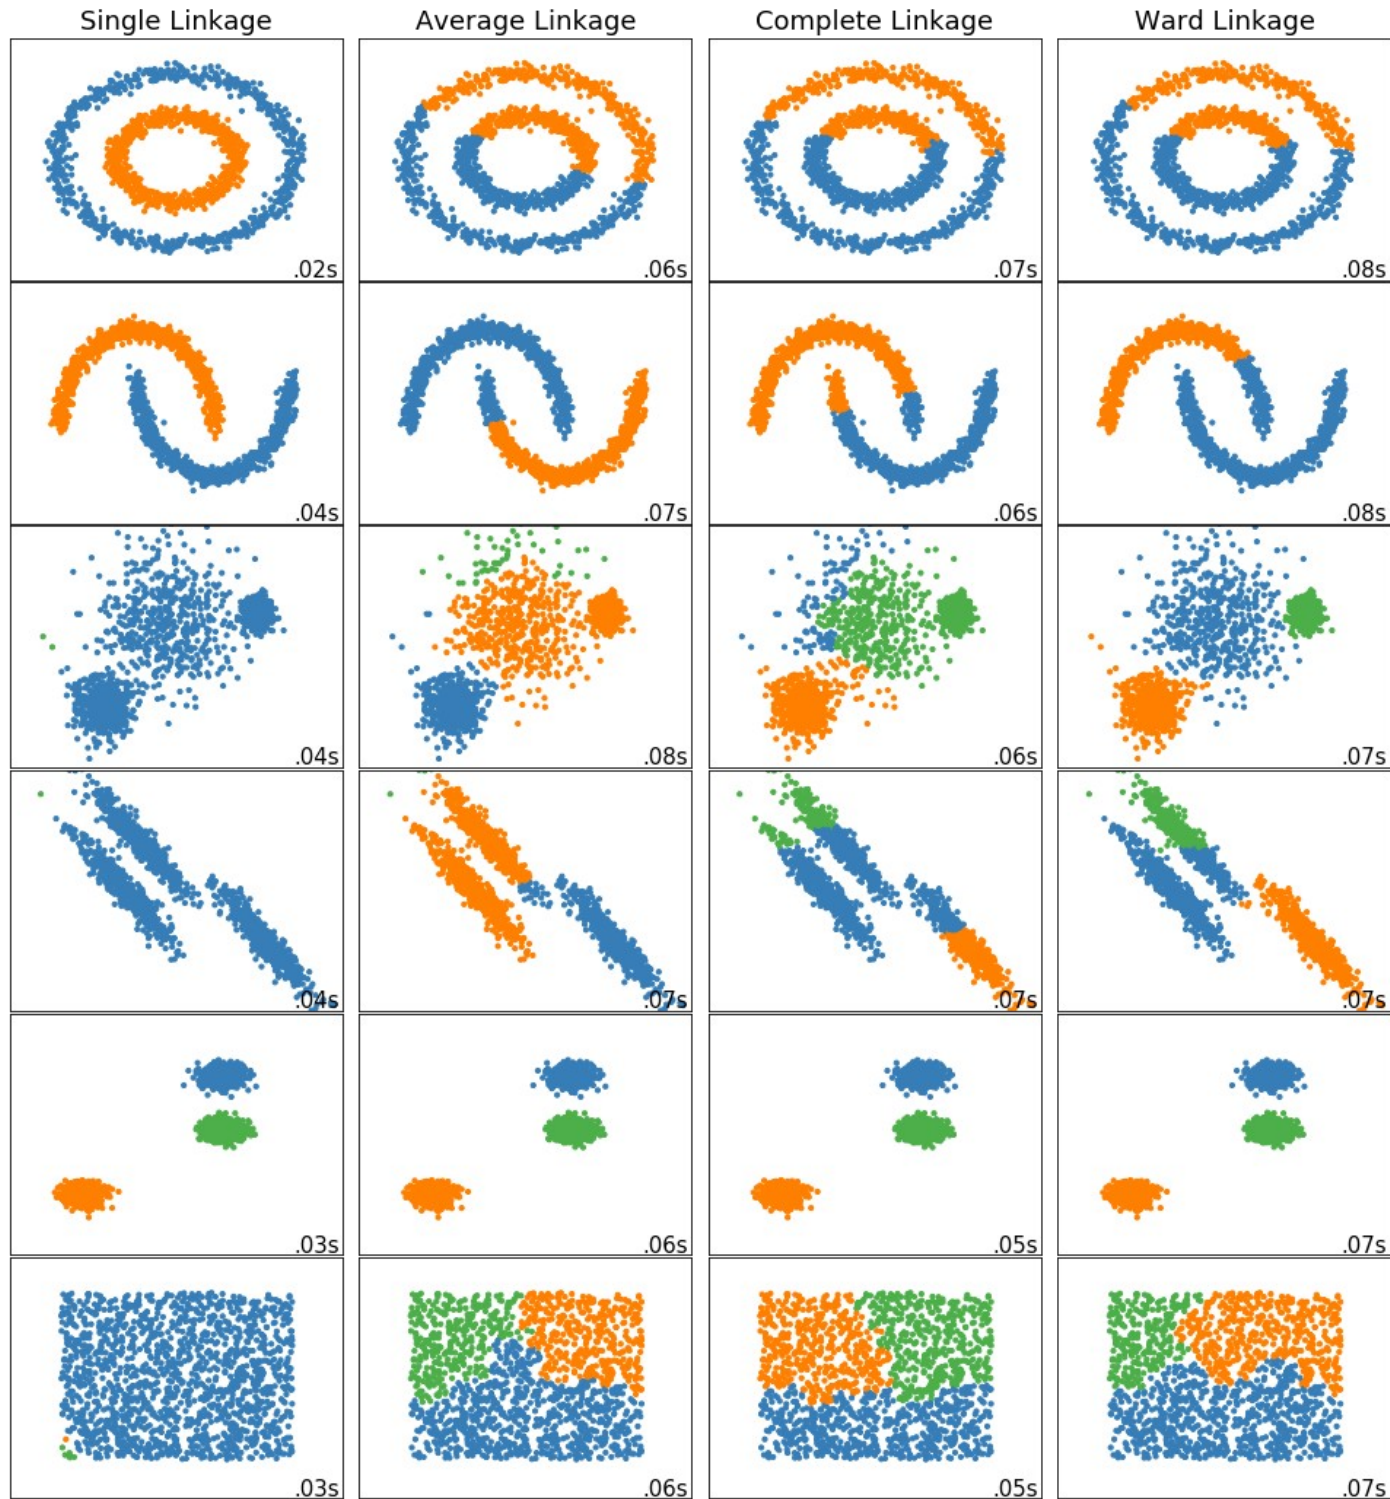 Single Linkage Average Linkage Complete Linkage Ward Linkage
.02s .06s .07s .08s
.04s .07s .06s .08s
.04s .08s .06s .07s
.04s .07s .07s .07s
.03s .06s .05s .07s
.03s .06s .05s .07s